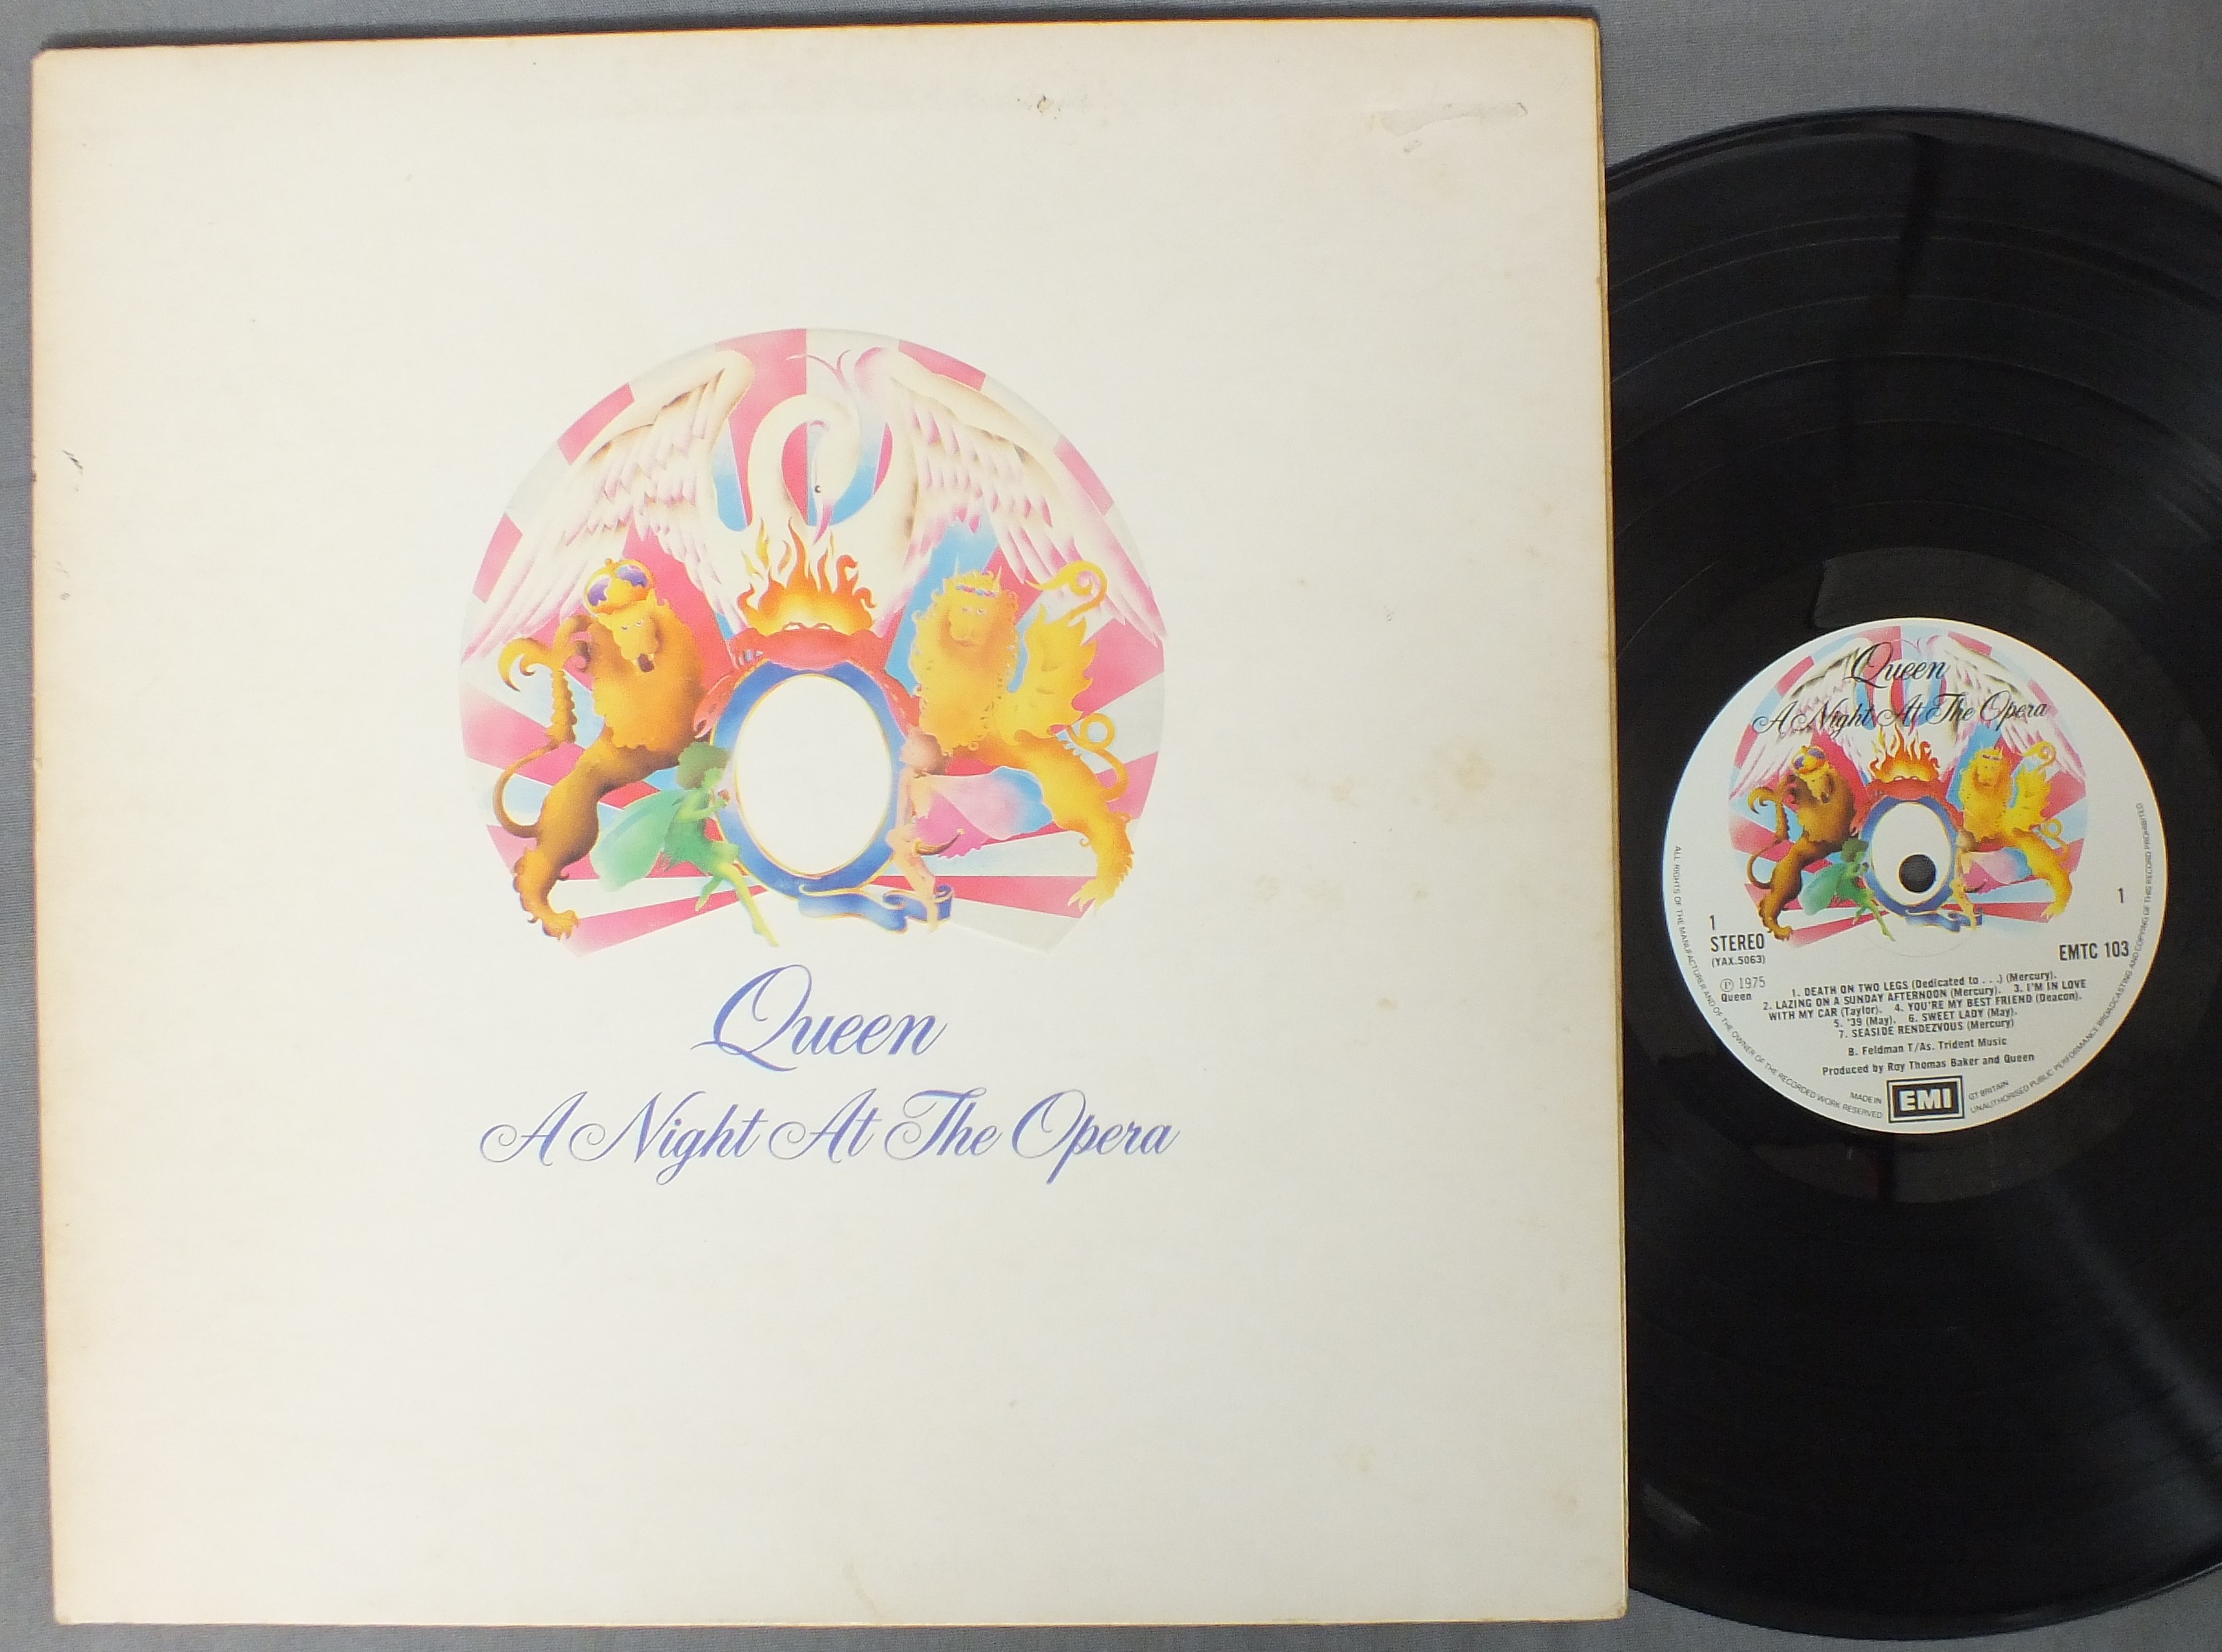 Queen
A Night At The Opera
Queen
A Night At The Opera
1
STEREO
(YAX.5063)
1
EMTC 103
Ⓟ 1975
Queen
1. DEATH ON TWO LEGS (Dedicated to . . .) (Mercury).
2. LAZING ON A SUNDAY AFTERNOON (Mercury). 3. I'M IN LOVE
WITH MY CAR (Taylor). 4. YOU'RE MY BEST FRIEND (Deacon).
5. '39 (May). 6. SWEET LADY (May).
7. SEASIDE RENDEZVOUS (Mercury)
B. Feldman T/As. Trident Music
Produced by Roy Thomas Baker and Queen
MADE IN
EMI
GT BRITAIN
ALL RIGHTS OF THE MANUFACTURER AND OF THE OWNER OF THE RECORDED WORK RESERVED
UNAUTHORISED PUBLIC PERFORMANCE BROADCASTING AND COPYING OF THIS RECORD PROHIBITED